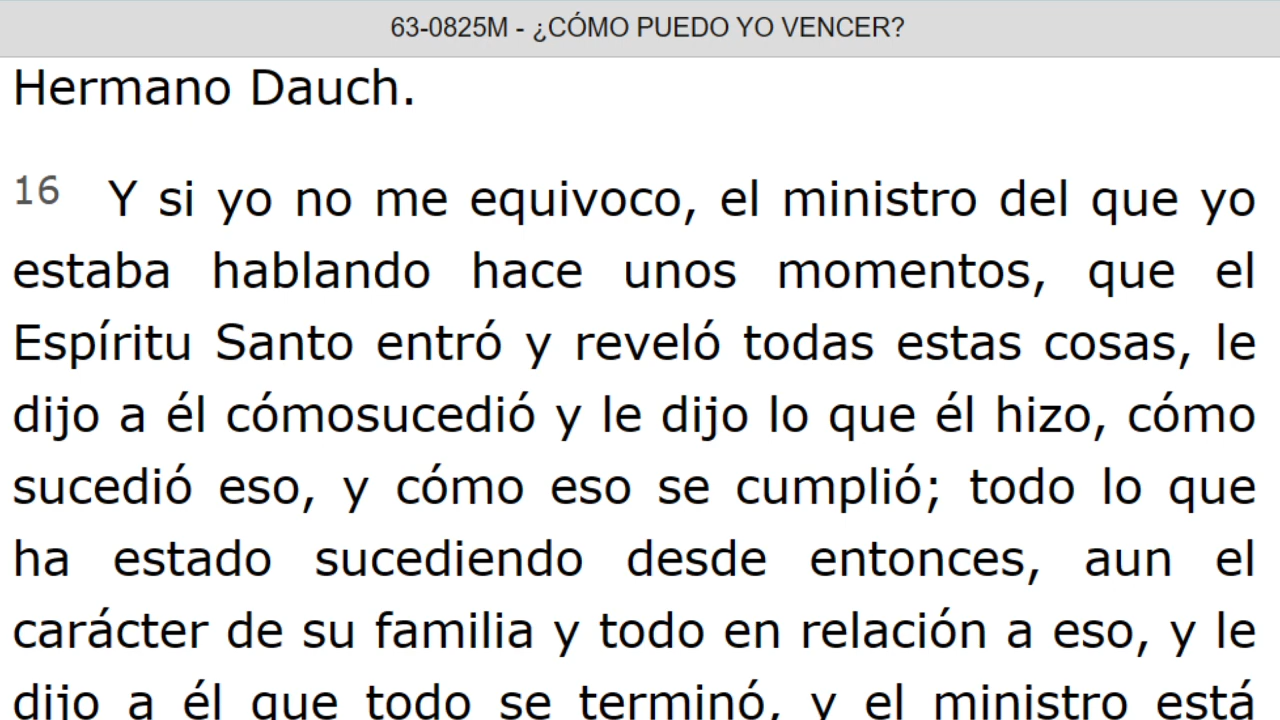 63-0825M - ¿CÓMO PUEDO YO VENCER?
Hermano Dauch.
16 Y si yo no me equivoco, el ministro del que yo
estaba hablando hace unos momentos, que el
Espíritu Santo entró y reveló todas estas cosas, le
dijo a él cómosucedió y le dijo lo que él hizo, cómo
sucedió eso, y cómo eso se cumplió; todo lo que
ha estado sucediendo desde entonces, aun el
carácter de su familia y todo en relación a eso, y le
dijo a él que todo se terminó, y el ministro está